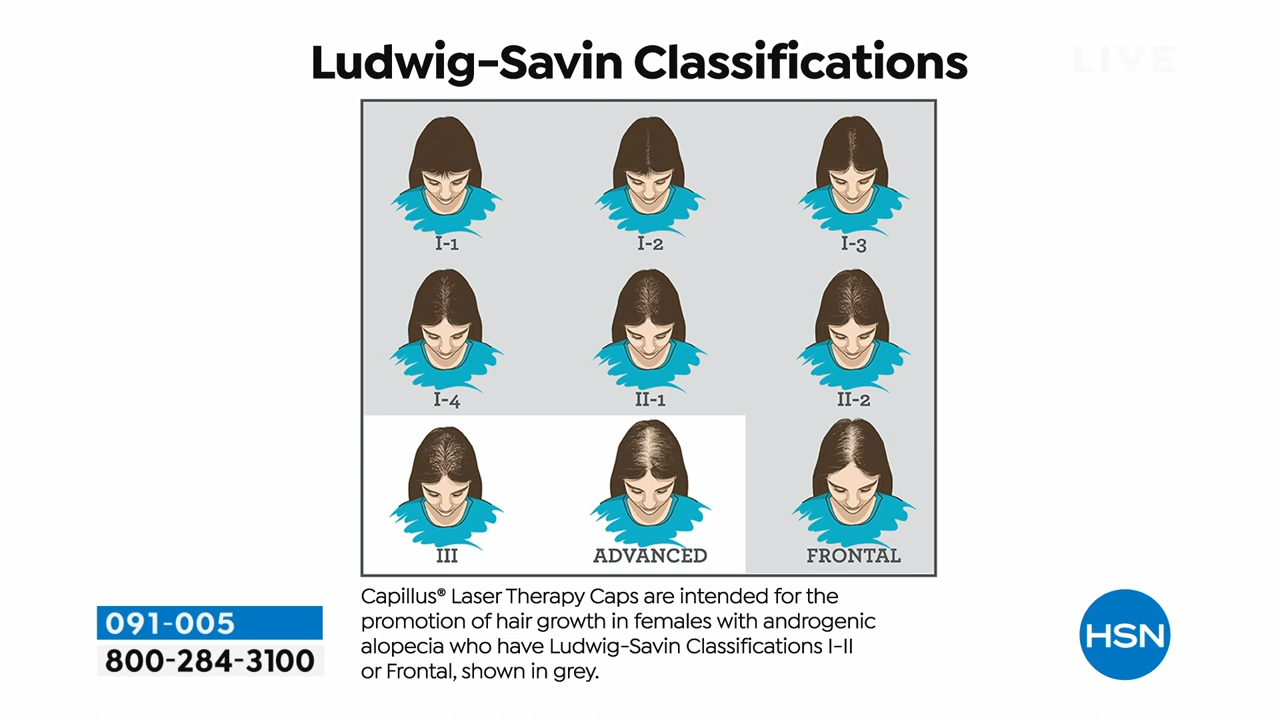 Ludwig-Savin Classifications
LIVE
I-1
I-2
I-3
I-4
II-1
II-2
III
ADVANCED
FRONTAL
Capillus® Laser Therapy Caps are intended for the
promotion of hair growth in females with androgenic
alopecia who have Ludwig-Savin Classifications I-II
or Frontal, shown in grey.
091-005
800-284-3100
HSN